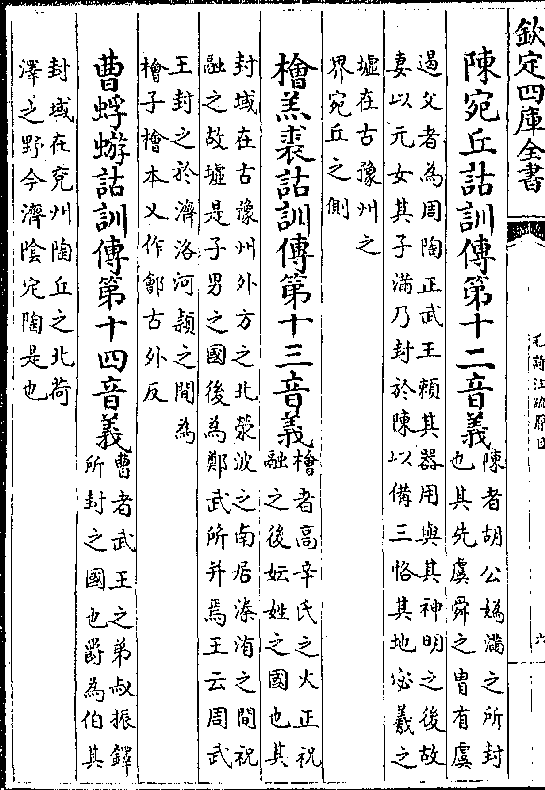 欽定四庫全書
毛詩注疏原目
六
陳宛丘詁訓傳第十二音義
陳者胡公媯滿之所封
也其先虞舜之冑有虞
遏父者為周陶正武王賴其器用與其神明之後故
妻以元女其子滿乃封於陳以備三恪其地宓羲之
墟在古豫州之
界宛丘之側
檜羔裘詁訓傳第十三音義
檜者高辛氏之火正祝
融之後妘姓之國也其
封域在古豫州外方之北滎波之南居溱洧之間祝
融之故墟是子男之國後為鄭武所并焉王云周武
王封之於濟洛河頴之間為
檜子檜本又作鄶古外反
曹蜉蝣詁訓傳第十四音義
曹者武王之弟叔振鐸
所封之國也爵為伯其
封域在兖州陶丘之北荷
澤之野今濟陰定陶是也